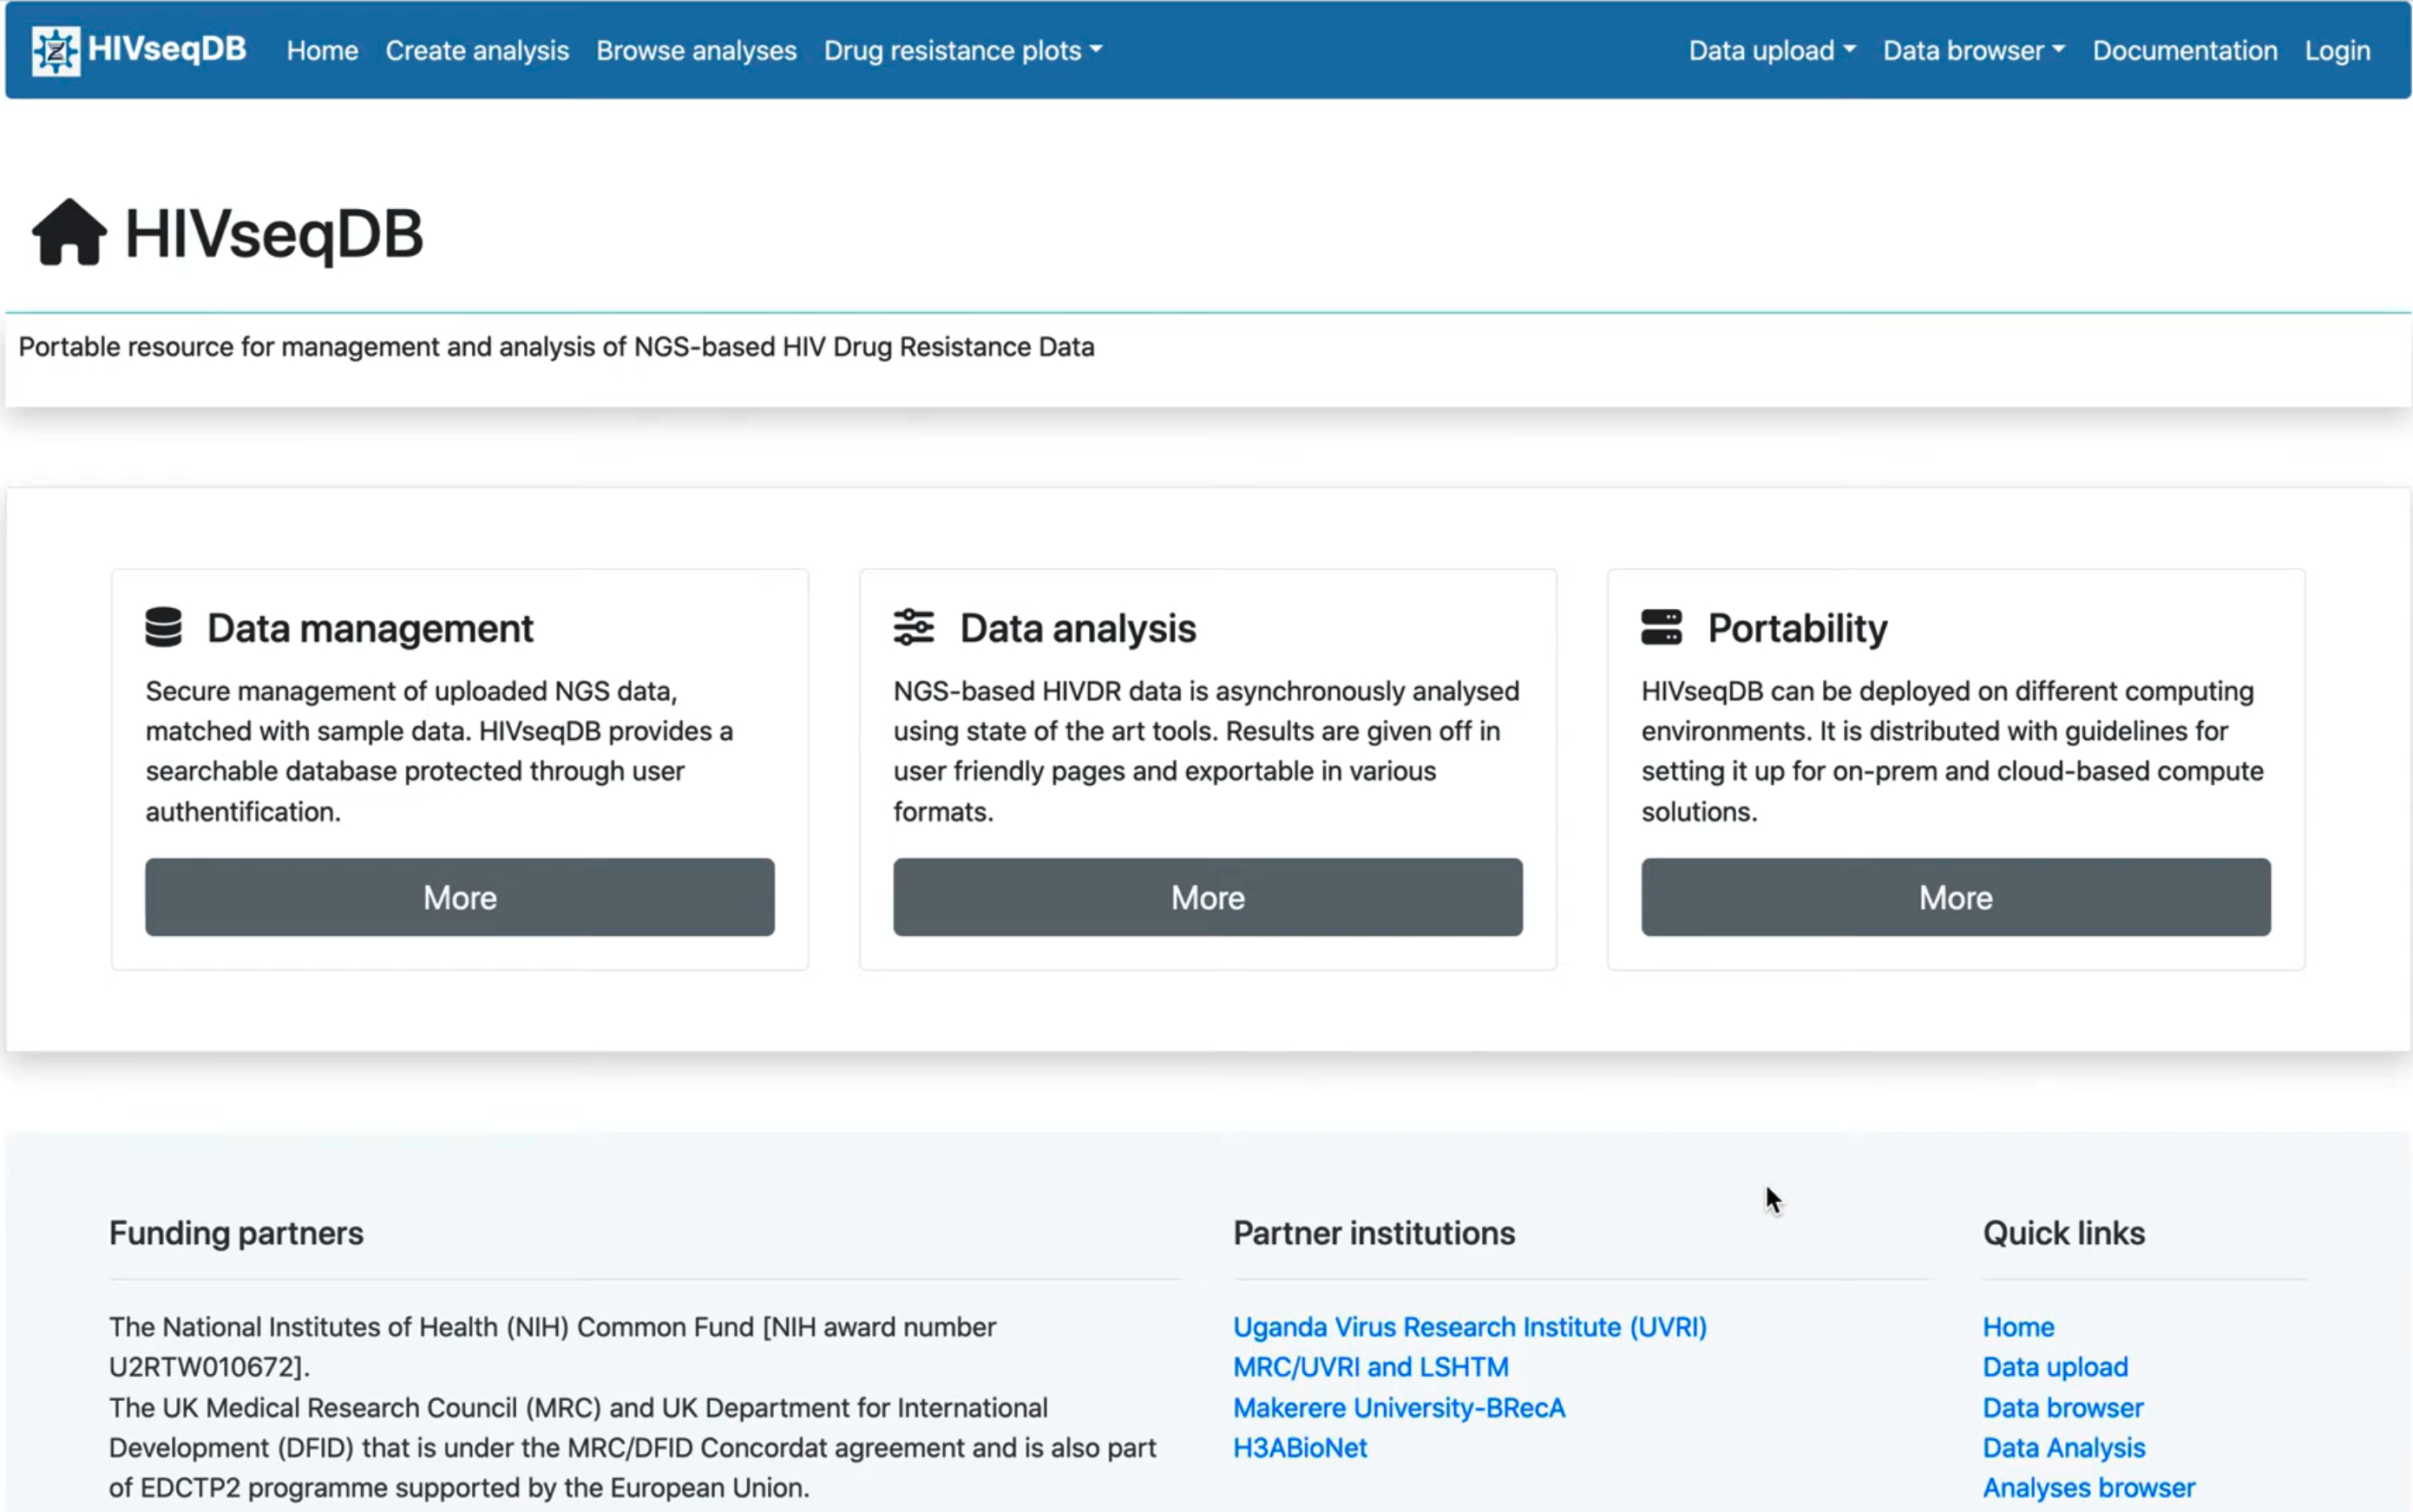 HIVseqDB Home Create analysis Browse analyses Drug resistance plots Data upload Data browser Documentation Login
HIVseqDB
Portable resource for management and analysis of NGS-based HIV Drug Resistance Data
Data management
Secure management of uploaded NGS data,
matched with sample data. HIVseqDB provides a
searchable database protected through user
authentification.
More
Data analysis
NGS-based HIVDR data is asynchronously analysed
using state of the art tools. Results are given off in
user friendly pages and exportable in various
formats.
More
Portability
HIVseqDB can be deployed on different computing
environments. It is distributed with guidelines for
setting it up for on-prem and cloud-based compute
solutions.
More
Funding partners
The National Institutes of Health (NIH) Common Fund [NIH award number
U2RTW010672].
The UK Medical Research Council (MRC) and UK Department for International
Development (DFID) that is under the MRC/DFID Concordat agreement and is also part
of EDCTP2 programme supported by the European Union.
Partner institutions
Uganda Virus Research Institute (UVRI)
MRC/UVRI and LSHTM
Makerere University-BRecA
H3ABioNet
Quick links
Home
Data upload
Data browser
Data Analysis
Analyses browser